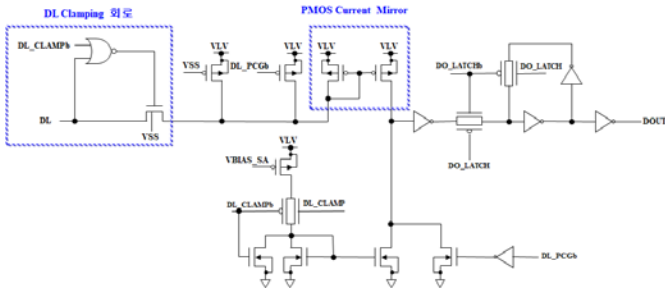 DL Clamping 회로
PMOS Current Mirror
DL_CLAMPb
VLV
VLV
VLV
VLV
VSS
DL_PCGb
DO_LATCHb
DO_LATCH
DL
VSS
DOUT
VLV
VBIAS_SA
DO_LATCH
DL_CLAMPb
DL_CLAMP
DL_PCGb